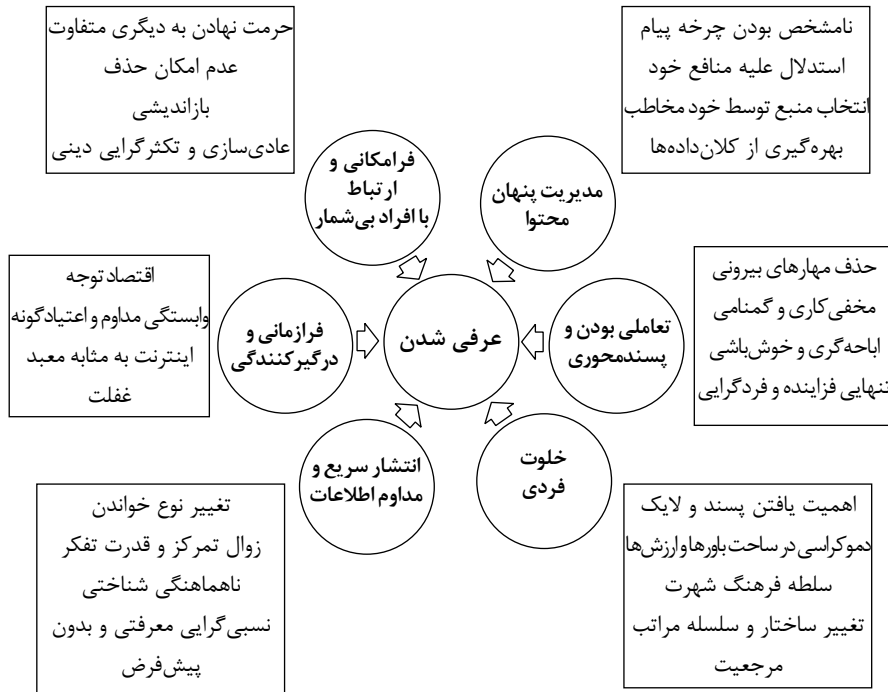 نامشخص بودن چرخه پیام
استدلال علیه منافع خود
انتخاب منبع توسط خود مخاطب
بهره‌گیری از کلان‌داده‌ها
حرمت نهادن به دیگری متفاوت
عدم امکان حذف
بازاندیشی
عادی‌سازی و تکثرگرایی دینی
مدیریت پنهان
محتوا
فرامکانی و
ارتباط
با افراد بی‌شمار
حذف مهارهای بیرونی
مخفی‌کاری و گمنامی
اباحه‌گری و خوش‌باشی
تنهایی فزاینده و فردگرایی
تعاملی بودن و
پسندمحوری
عرفی شدن
فرازمانی و
درگیرکنندگی
اقتصاد توجه
وابستگی مداوم و اعتیادگونه
اینترنت به مثابه معبد
غفلت
خلوت
فردی
انتشار سریع و
مداوم اطلاعات
اهمیت یافتن پسند و لایک
دموکراسی در ساحت باورها و ارزش‌ها
سلطه فرهنگ شهرت
تغییر ساختار و سلسله مراتب
مرجعیت
تغییر نوع خواندن
زوال تمرکز و قدرت تفکر
ناهماهنگی شناختی
نسبی‌گرایی معرفتی و بدون
پیش‌فرض